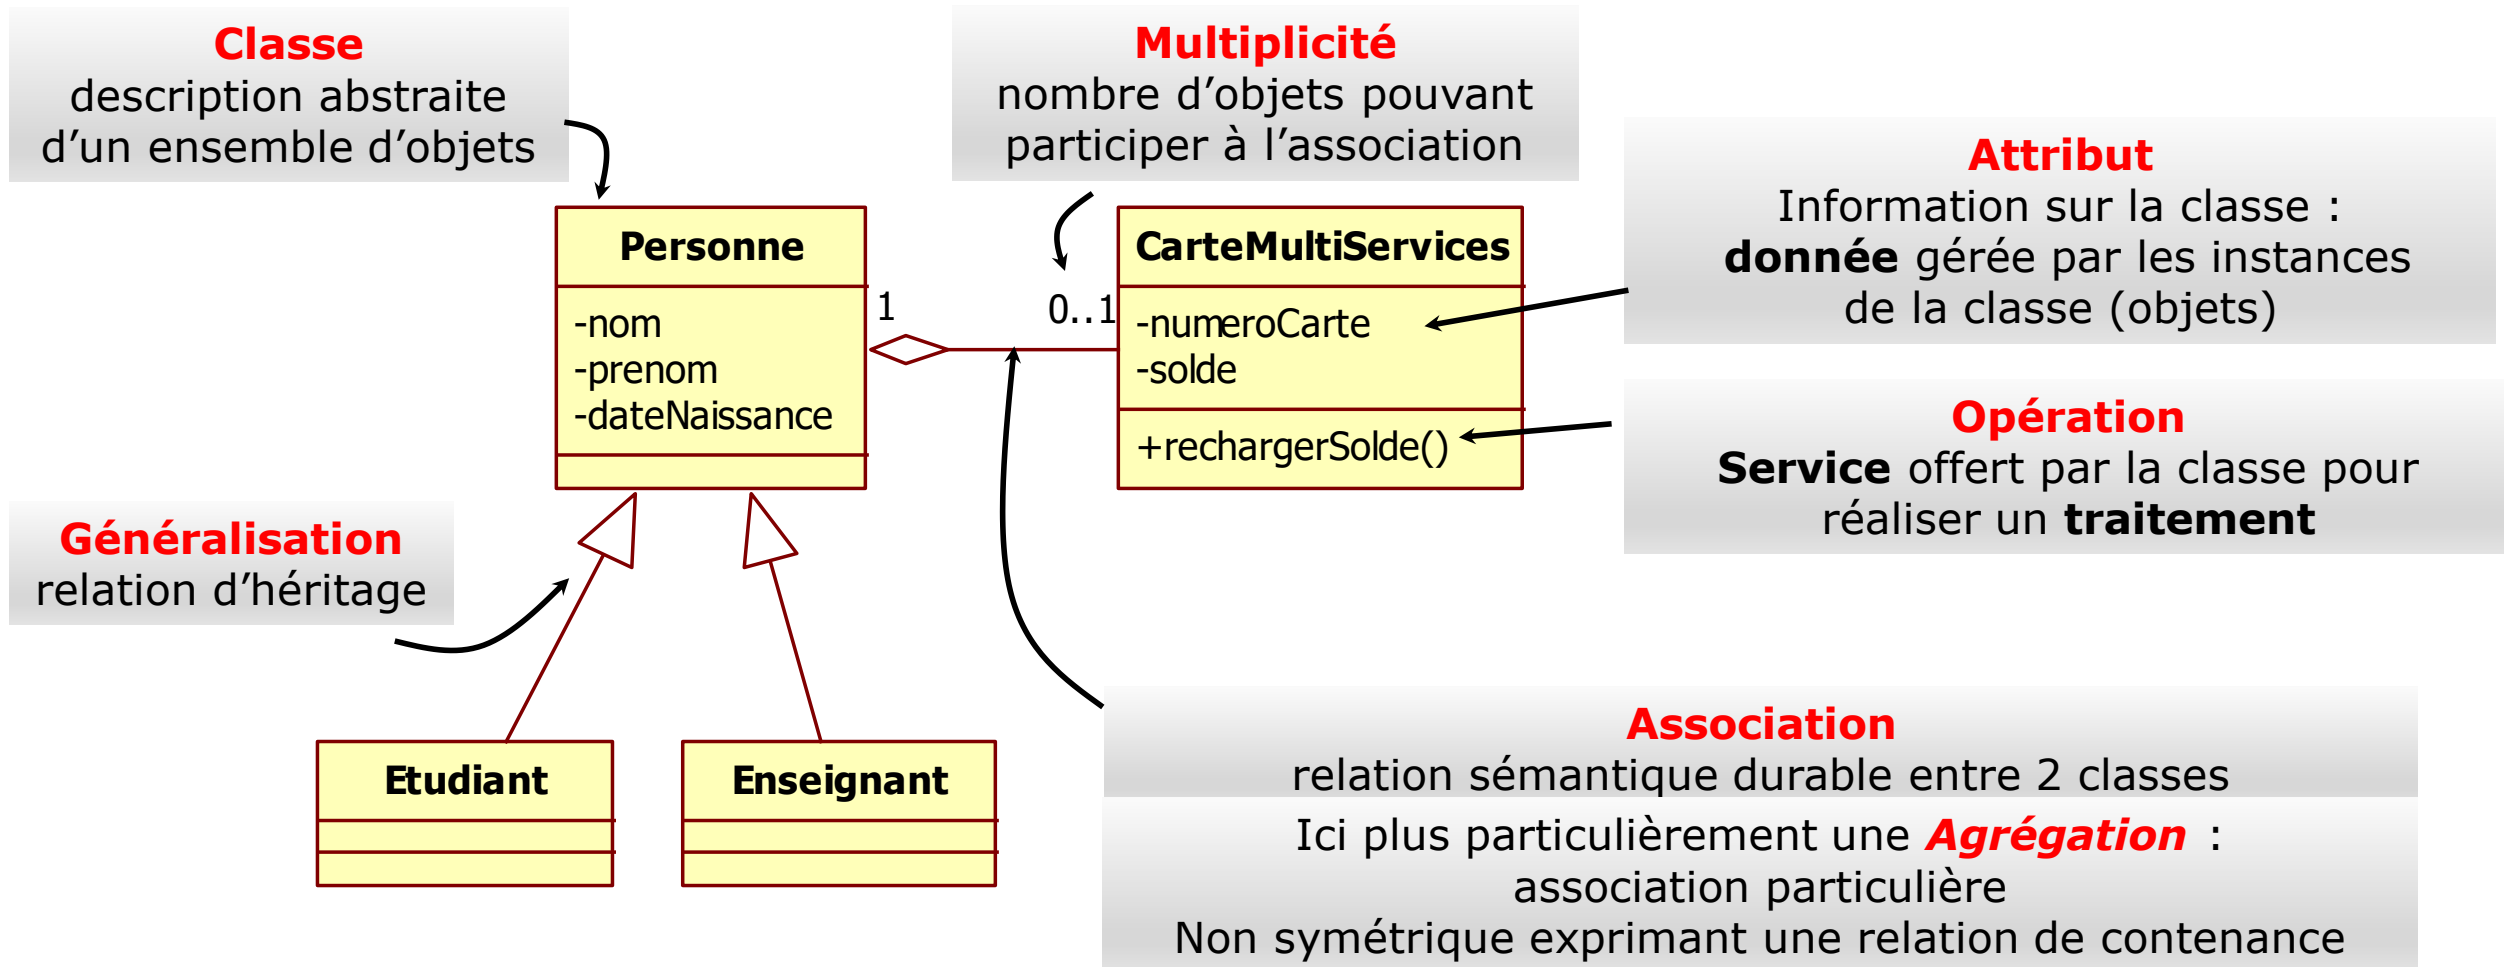 Classe
description abstraite
d’un ensemble d’objets
Multiplicité
nombre d’objets pouvant
participer à l’association
Attribut
Information sur la classe :
donnée gérée par les instances
de la classe (objets)
Personne
-nom
-prenom
-dateNaissance
1
0..1
CarteMultiServices
-numeroCarte
-solde
+rechargerSolde()
Opération
Service offert par la classe pour
réaliser un traitement
Généralisation
relation d’héritage
Etudiant
Enseignant
Association
relation sémantique durable entre 2 classes
Ici plus particulièrement une Agrégation :
association particulière
Non symétrique exprimant une relation de contenance